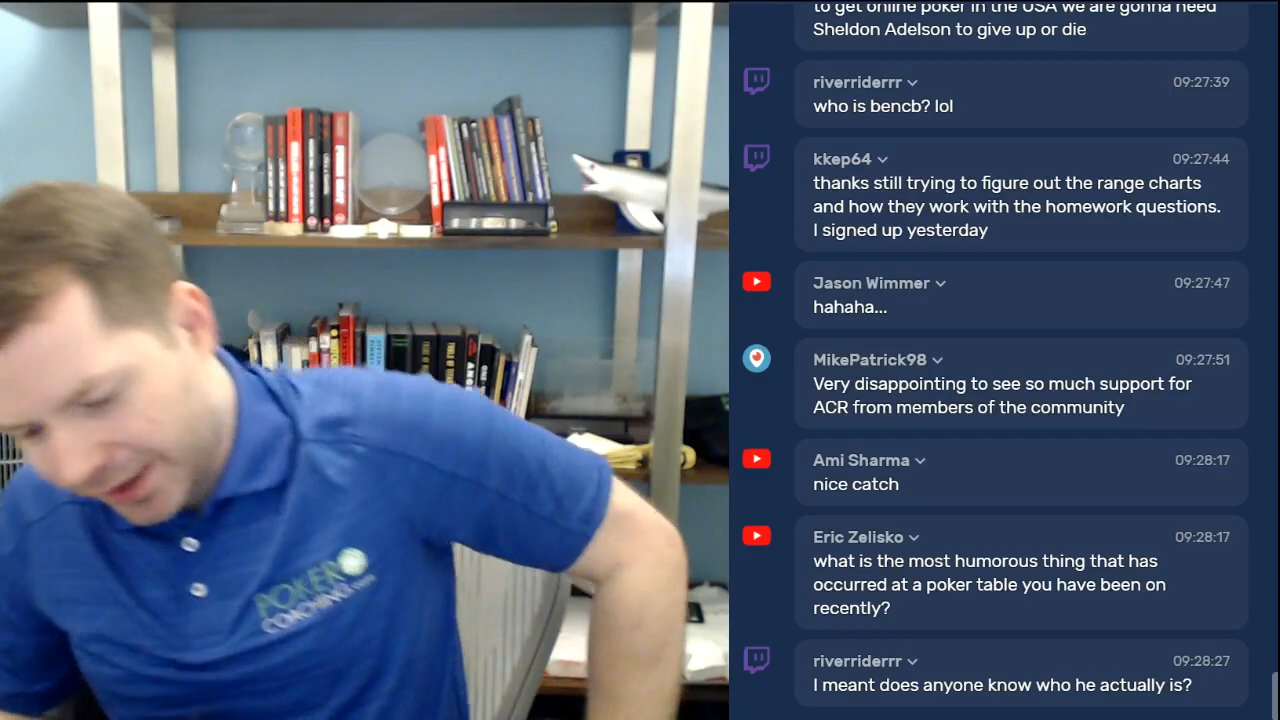 to get online poker in the USA we are gonna need
Sheldon Adelson to give up or die
riverriderrr 09:27:39
who is bencb? lol
kkep64 09:27:44
thanks still trying to figure out the range charts
and how they work with the homework questions.
I signed up yesterday
Jason Wimmer 09:27:47
hahaha...
MikePatrick98 09:27:51
Very disappointing to see so much support for
ACR from members of the community
Ami Sharma 09:28:17
nice catch
Eric Zelisko 09:28:17
what is the most humorous thing that has
occurred at a poker table you have been on
recently?
riverriderrr 09:28:27
I meant does anyone know who he actually is?
POKER
COACHING.com